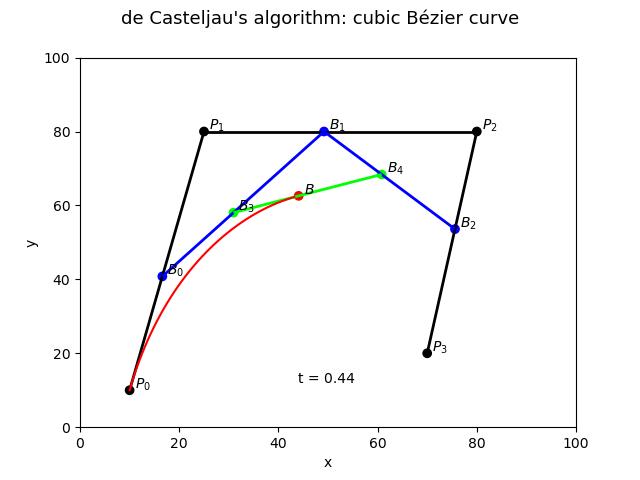 de Casteljau's algorithm: cubic Bézier curve
100
80
60
40
20
0
y
P₁
B₁
P₂
B₄
B
B₃
B₂
B₀
P₃
P₀
t = 0.44
0 20 40 60 80 100
x